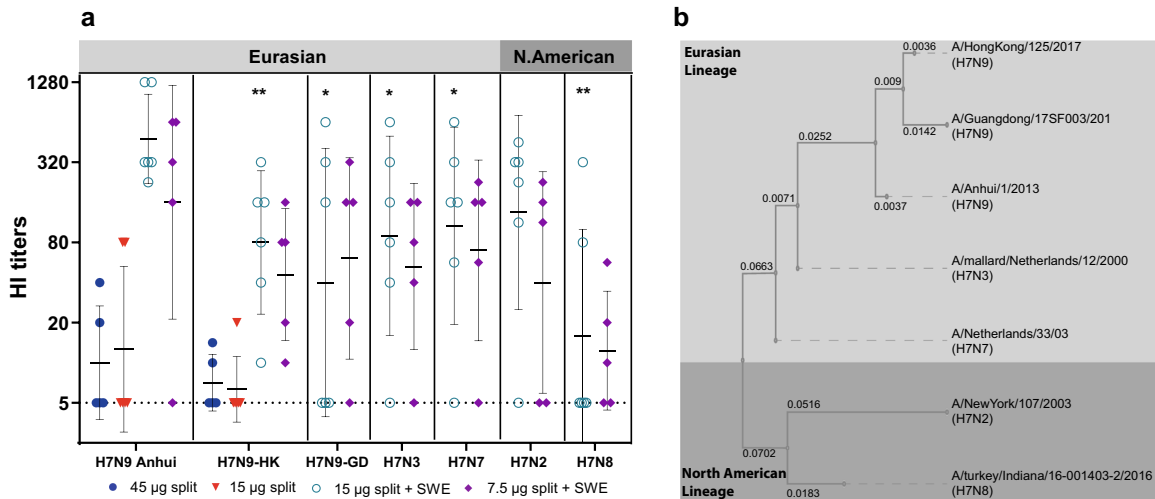 a
Eurasian
N.American
HI titers
1280
320
80
20
5
**
*
*
*
**
H7N9 Anhui
H7N9-HK
H7N9-GD
H7N3
H7N7
H7N2
H7N8
45 µg split
15 µg split
15 µg split + SWE
7.5 µg split + SWE
b
Eurasian
Lineage
0.0036
A/HongKong/125/2017
(H7N9)
0.009
0.0142
A/Guangdong/17SF003/201
(H7N9)
0.0252
A/Anhui/1/2013
0.0037
(H7N9)
0.0071
A/mallard/Netherlands/12/2000
(H7N3)
0.0663
A/Netherlands/33/03
(H7N7)
0.0516
A/NewYork/107/2003
(H7N2)
0.0702
North American
Lineage
0.0183
A/turkey/Indiana/16-001403-2/2016
(H7N8)